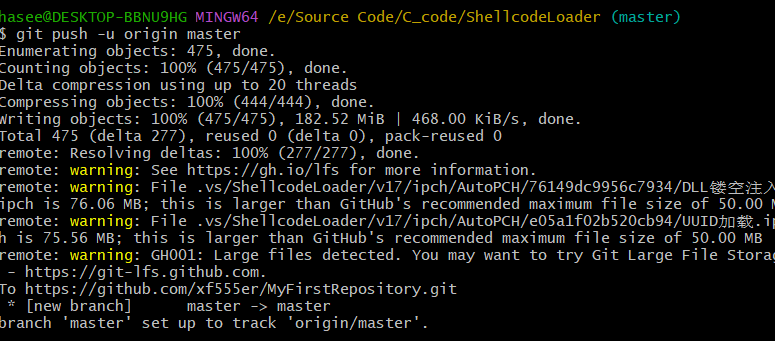 hasee@DESKTOP-BBNU9HG MINGW64 /e/Source Code/C_code/ShellcodeLoader (master)
$ git push -u origin master
Enumerating objects: 475, done.
Counting objects: 100% (475/475), done.
Delta compression using up to 20 threads
Compressing objects: 100% (444/444), done.
Writing objects: 100% (475/475), 182.52 MiB | 468.00 KiB/s, done.
Total 475 (delta 277), reused 0 (delta 0), pack-reused 0
remote: Resolving deltas: 100% (277/277), done.
remote: warning: See https://gh.io/lfs for more information.
remote: warning: File .vs/ShellcodeLoader/v17/ipch/AutoPCH/76149dc9956c7934/DLL镂空注入
ipch is 76.06 MB; this is larger than GitHub's recommended maximum file size of 50.00 M
remote: warning: File .vs/ShellcodeLoader/v17/ipch/AutoPCH/e05a1f02b520cb94/UUID加载.ip
h is 75.56 MB; this is larger than GitHub's recommended maximum file size of 50.00 MB
remote: warning: GH001: Large files detected. You may want to try Git Large File Storag
- https://git-lfs.github.com.
To https://github.com/xf555er/MyFirstRepository.git
* [new branch] master -> master
branch 'master' set up to track 'origin/master'.